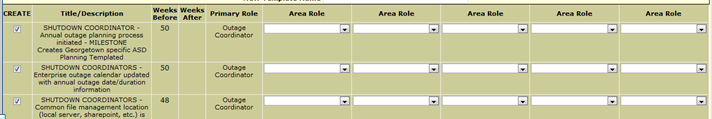 CREATE Title/Description Weeks Before Weeks After Primary Role Area Role Area Role Area Role Area Role Area Role
SHUTDOWN COORDINATOR - 50 Outage
Annual outage planning process Coordinator
initiated - MILESTONE
Creates Georgetown specific ASD
Planning Templated
SHUTDOWN COORDINATORS - 50 Outage
Enterprise outage calendar updated Coordinator
with annual outage date/duration
information
SHUTDOWN COORDINATORS - 48 Outage
Common file management location Coordinator
(local server, sharepoint, etc.) is